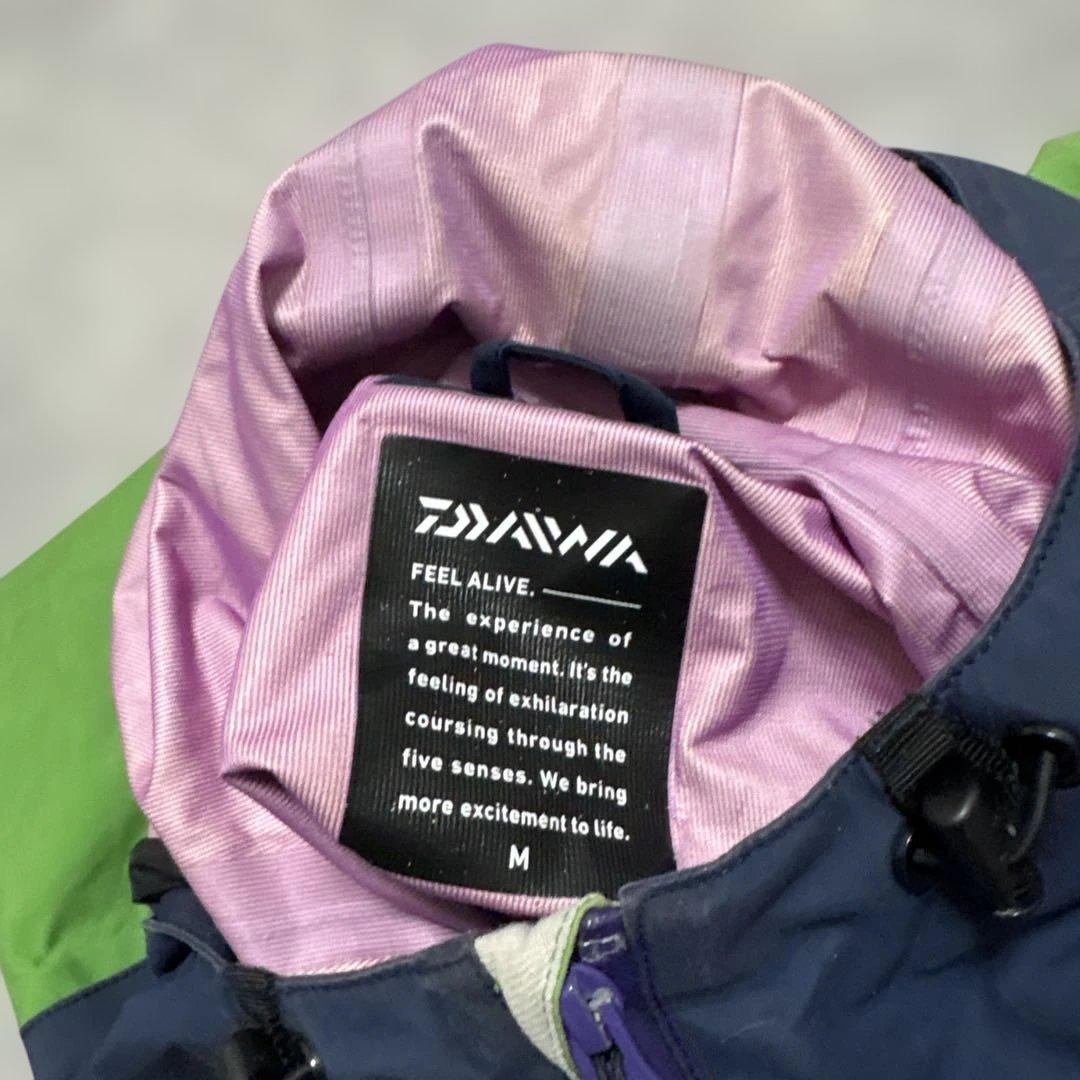 DAIWA
FEEL ALIVE.
The experience of
a great moment. It's the
feeling of exhilaration
coursing through the
five senses. We bring
more excitement to life.
M